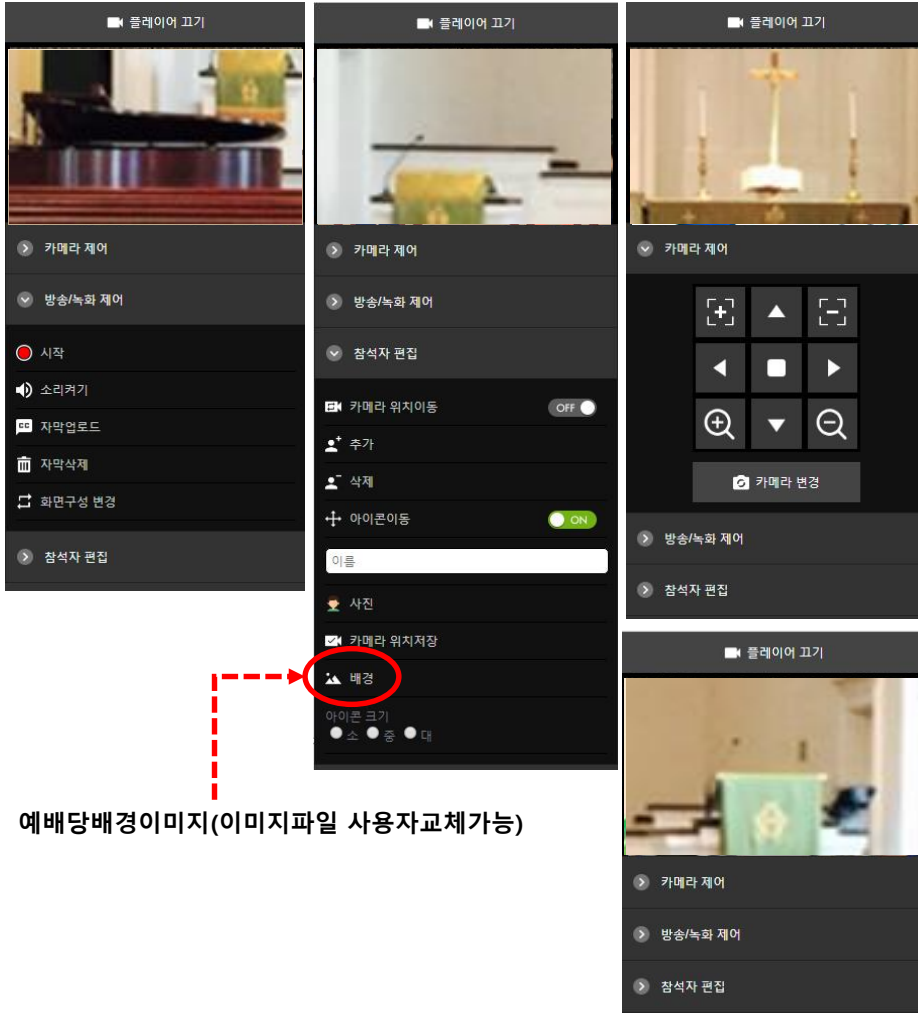 플레이어 끄기
카메라 제어
방송/녹화 제어
시작
소리켜기
CC 자막업로드
자막삭제
화면구성 변경
참석자 편집
플레이어 끄기
카메라 제어
방송/녹화 제어
참석자 편집
카메라 위치이동 OFF
추가
삭제
아이콘이동 ON
이름
사진
카메라 위치저장
배경
아이콘 크기
소 중 대
플레이어 끄기
카메라 제어
카메라 변경
방송/녹화 제어
참석자 편집
플레이어 끄기
카메라 제어
방송/녹화 제어
참석자 편집
예배당배경이미지(이미지파일 사용자교체가능)